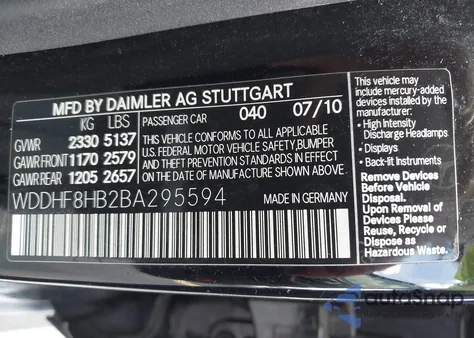 MFD BY DAIMLER AG STUTTGART
KG LBS
GVWR 2330 5137
GAWR FRONT 1170 2579
GAWR REAR 1205 2657
PASSENGER CAR 040 07/10
THIS VEHICLE CONFORMS TO ALL APPLICABLE
U.S. FEDERAL MOTOR VEHICLE SAFETY,BUMPER
AND THEFT PREVENTION STANDARDS IN EFFECT
ON THE DATE OF MANUFACTURE SHOWN ABOVE.
WDDHF8HB2BA295594
MADE IN GERMANY
This vehicle may
include mercury-added
devices installed by the
manufacturer:
• High Intensity
Discharge Headlamps
• Displays
• Back-lit Instruments
Remove Devices
Before Vehicle
Disposal.
Upon Removal of
Devices Please
Reuse, Recycle or
Dispose as
Hazardous Waste.
autoSnap